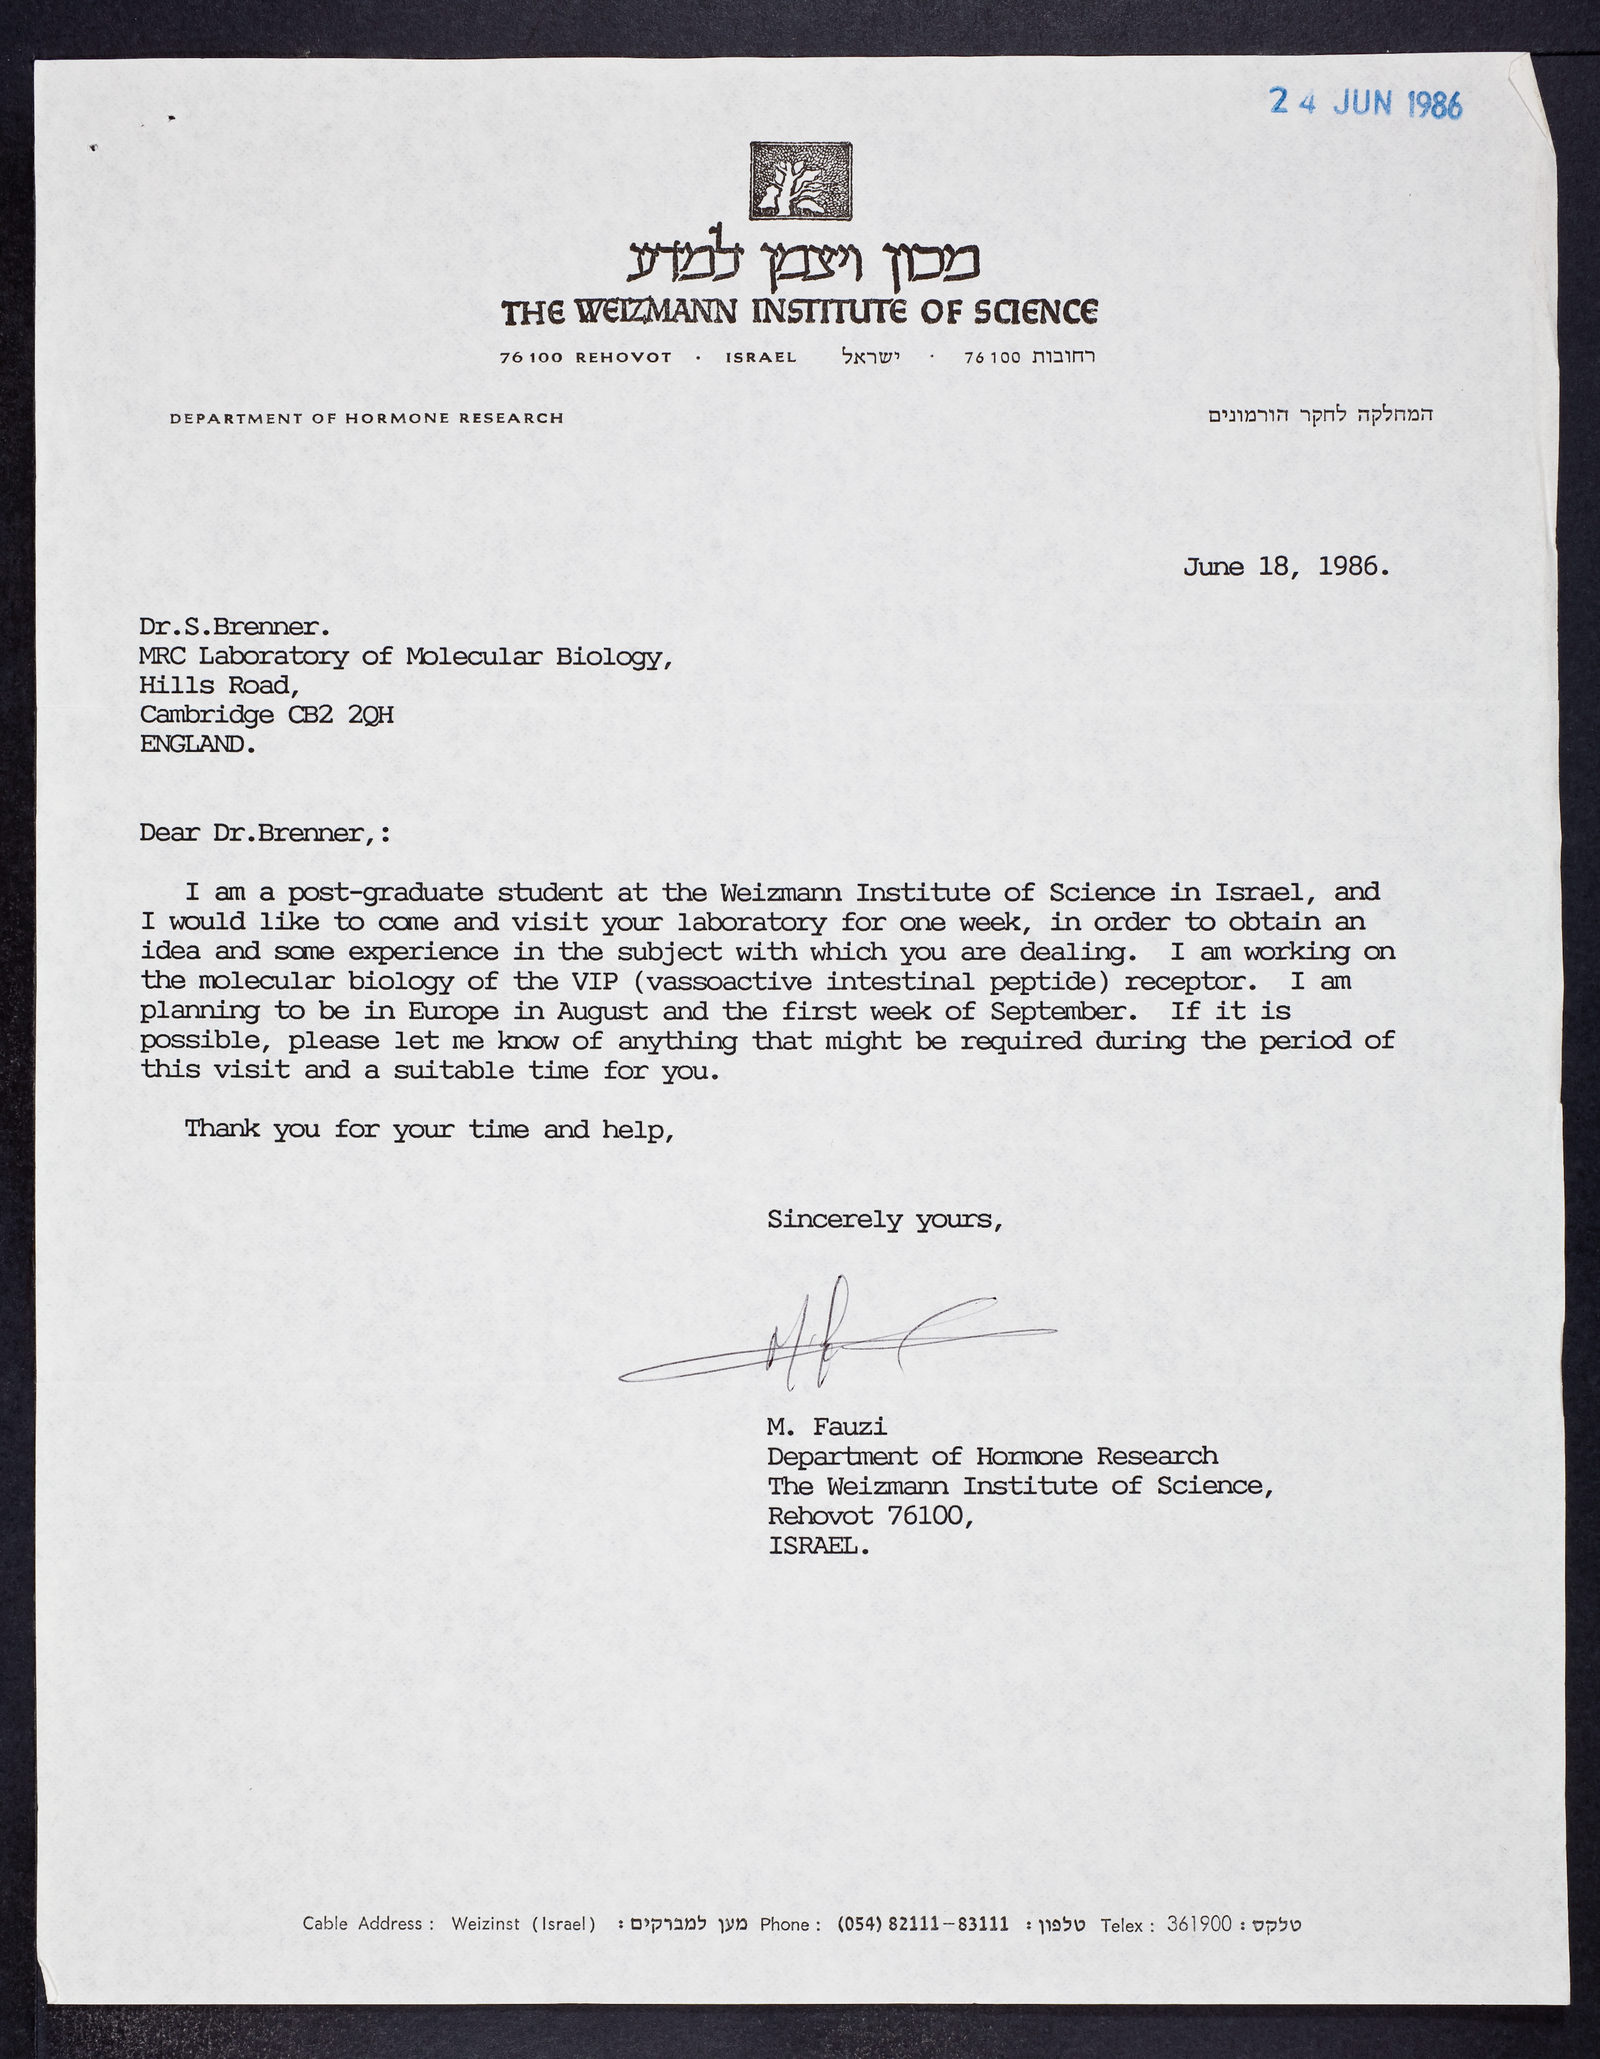 24 JUN 1986
מכון ויצמן למדע
THE WEIZMANN INSTITUTE OF SCIENCE
76100 REHOVOT · ISRAEL ישראל · רחובות 76100
DEPARTMENT OF HORMONE RESEARCH המחלקה לחקר הורמונים
June 18, 1986.
Dr.S.Brenner.
MRC Laboratory of Molecular Biology,
Hills Road,
Cambridge CB2 2QH
ENGLAND.
Dear Dr.Brenner,:
I am a post-graduate student at the Weizmann Institute of Science in Israel, and
I would like to come and visit your laboratory for one week, in order to obtain an
idea and some experience in the subject with which you are dealing. I am working on
the molecular biology of the VIP (vassoactive intestinal peptide) receptor. I am
planning to be in Europe in August and the first week of September. If it is
possible, please let me know of anything that might be required during the period of
this visit and a suitable time for you.
Thank you for your time and help,
Sincerely yours,
M. Fauzi
Department of Hormone Research
The Weizmann Institute of Science,
Rehovot 76100,
ISRAEL.
Cable Address : Weizinst (Israel) מען למברקים : Phone : (054) 82111-83111 טלפון : Telex : 361900 טלקס :